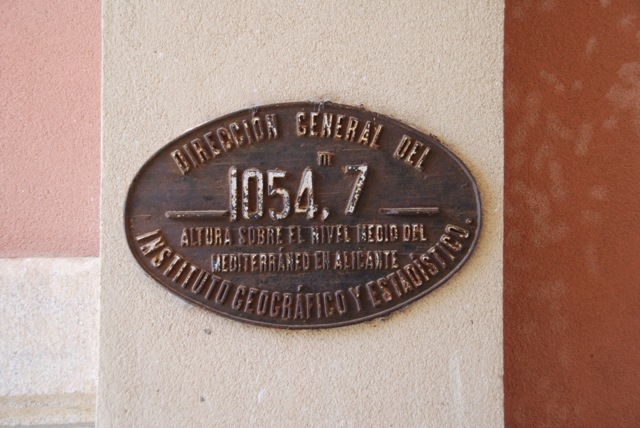 DIRECCIÓN GENERAL DEL
m
1054,7
ALTURA SOBRE EL NIVEL MEDIO DEL
MEDITERRÁNEO EN ALICANTE
INSTITUTO GEOGRÁFICO Y ESTADÍSTICO.